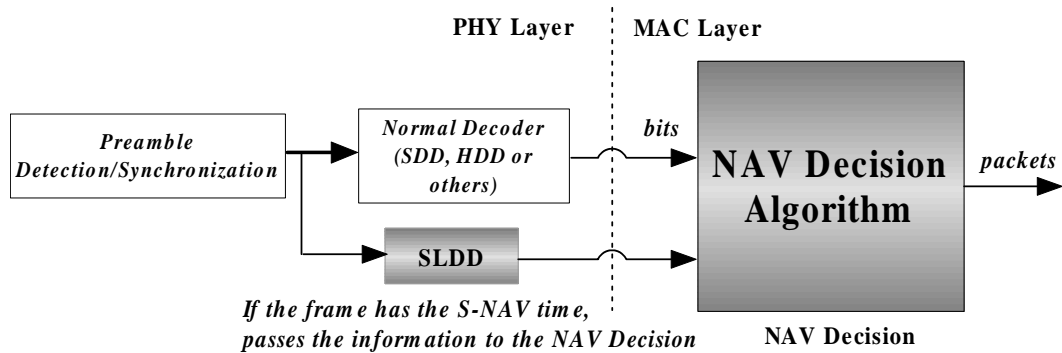 PHY Layer
MAC Layer
Preamble
Detection/Synchronization
Normal Decoder
(SDD, HDD or
others)
bits
NAV Decision
Algorithm
packets
SLDD
If the frame has the S-NAV time,
passes the information to the NAV Decision
NAV Decision